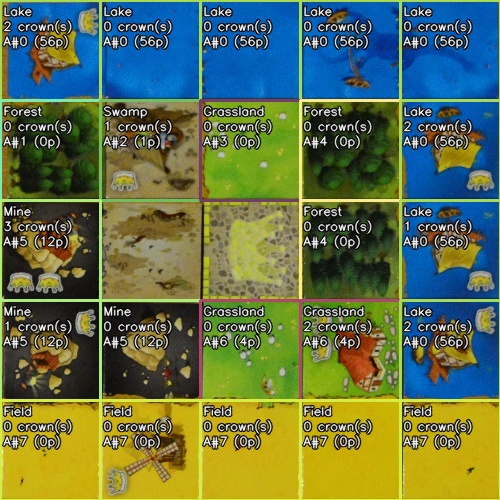 Lake
2 crown(s)
A#0 (56p)
Lake
0 crown(s)
A#0 (56p)
Lake
0 crown(s)
A#0 (56p)
Lake
0 crown(s)
A#0 (56p)
Lake
0 crown(s)
A#0 (56p)
Forest
0 crown(s)
A#1 (0p)
Swamp
1 crown(s)
A#2 (1p)
Grassland
0 crown(s)
A#3 (0p)
Forest
0 crown(s)
A#4 (0p)
Lake
2 crown(s)
A#0 (56p)
Mine
3 crown(s)
A#5 (12p)
Forest
0 crown(s)
A#4 (0p)
Lake
1 crown(s)
A#0 (56p)
Mine
1 crown(s)
A#5 (12p)
Mine
0 crown(s)
A#5 (12p)
Grassland
0 crown(s)
A#6 (4p)
Grassland
2 crown(s)
A#6 (4p)
Lake
2 crown(s)
A#0 (56p)
Field
0 crown(s)
A#7 (0p)
Field
0 crown(s)
A#7 (0p)
Field
0 crown(s)
A#7 (0p)
Field
0 crown(s)
A#7 (0p)
Field
0 crown(s)
A#7 (0p)